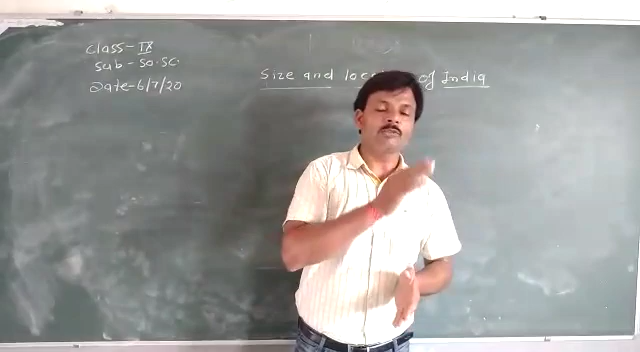 Class - IX
Sub - SO.SC.
Date - 6/7/20
Size and of India